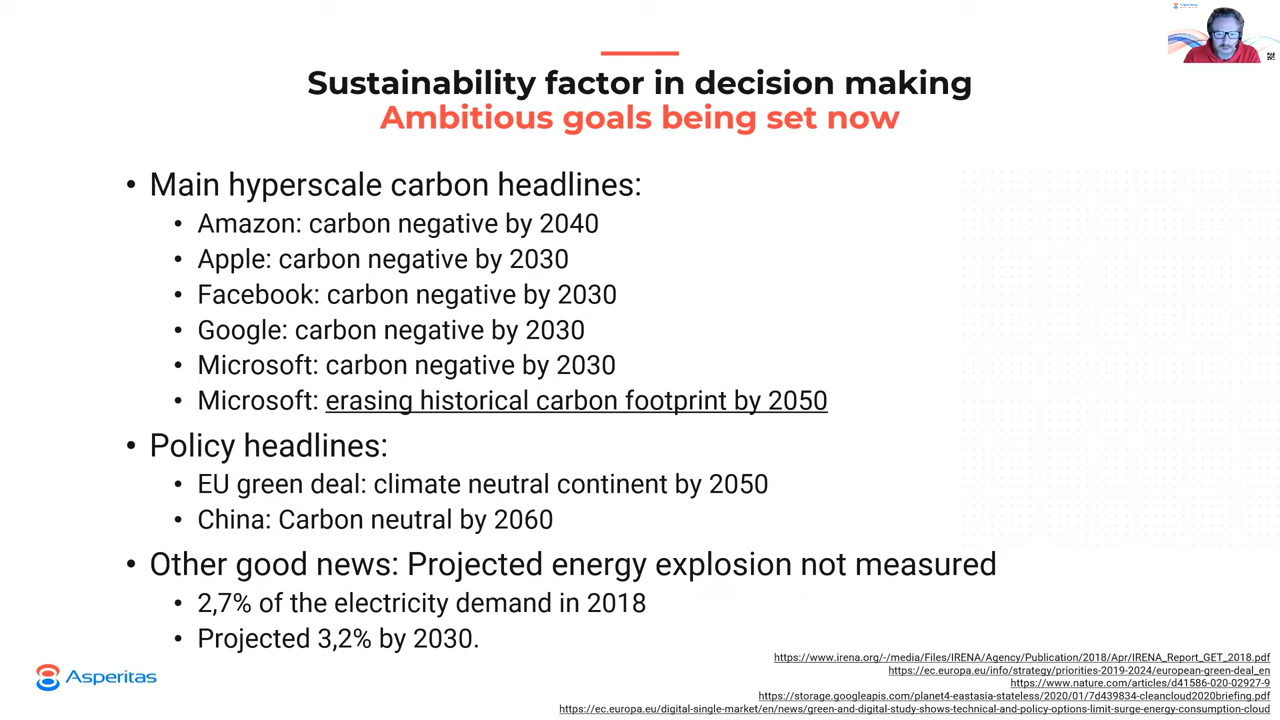 Asperitas
Sustainability factor in decision making
Ambitious goals being set now
• Main hyperscale carbon headlines:
• Amazon: carbon negative by 2040
• Apple: carbon negative by 2030
• Facebook: carbon negative by 2030
• Google: carbon negative by 2030
• Microsoft: carbon negative by 2030
• Microsoft: erasing historical carbon footprint by 2050
• Policy headlines:
• EU green deal: climate neutral continent by 2050
• China: Carbon neutral by 2060
• Other good news: Projected energy explosion not measured
• 2,7% of the electricity demand in 2018
• Projected 3,2% by 2030.
https://www.irena.org/-/media/Files/IRENA/Agency/Publication/2018/Apr/IRENA_Report_GET_2018.pdf
https://ec.europa.eu/info/strategy/priorities-2019-2024/european-green-deal_en
https://www.nature.com/articles/d41586-020-02927-9
https://storage.googleapis.com/planet4-eastasia-stateless/2020/01/7d439834-cleancloud2020briefing.pdf
https://ec.europa.eu/digital-single-market/en/news/green-and-digital-study-shows-technical-and-policy-options-limit-surge-energy-consumption-cloud
Asperitas